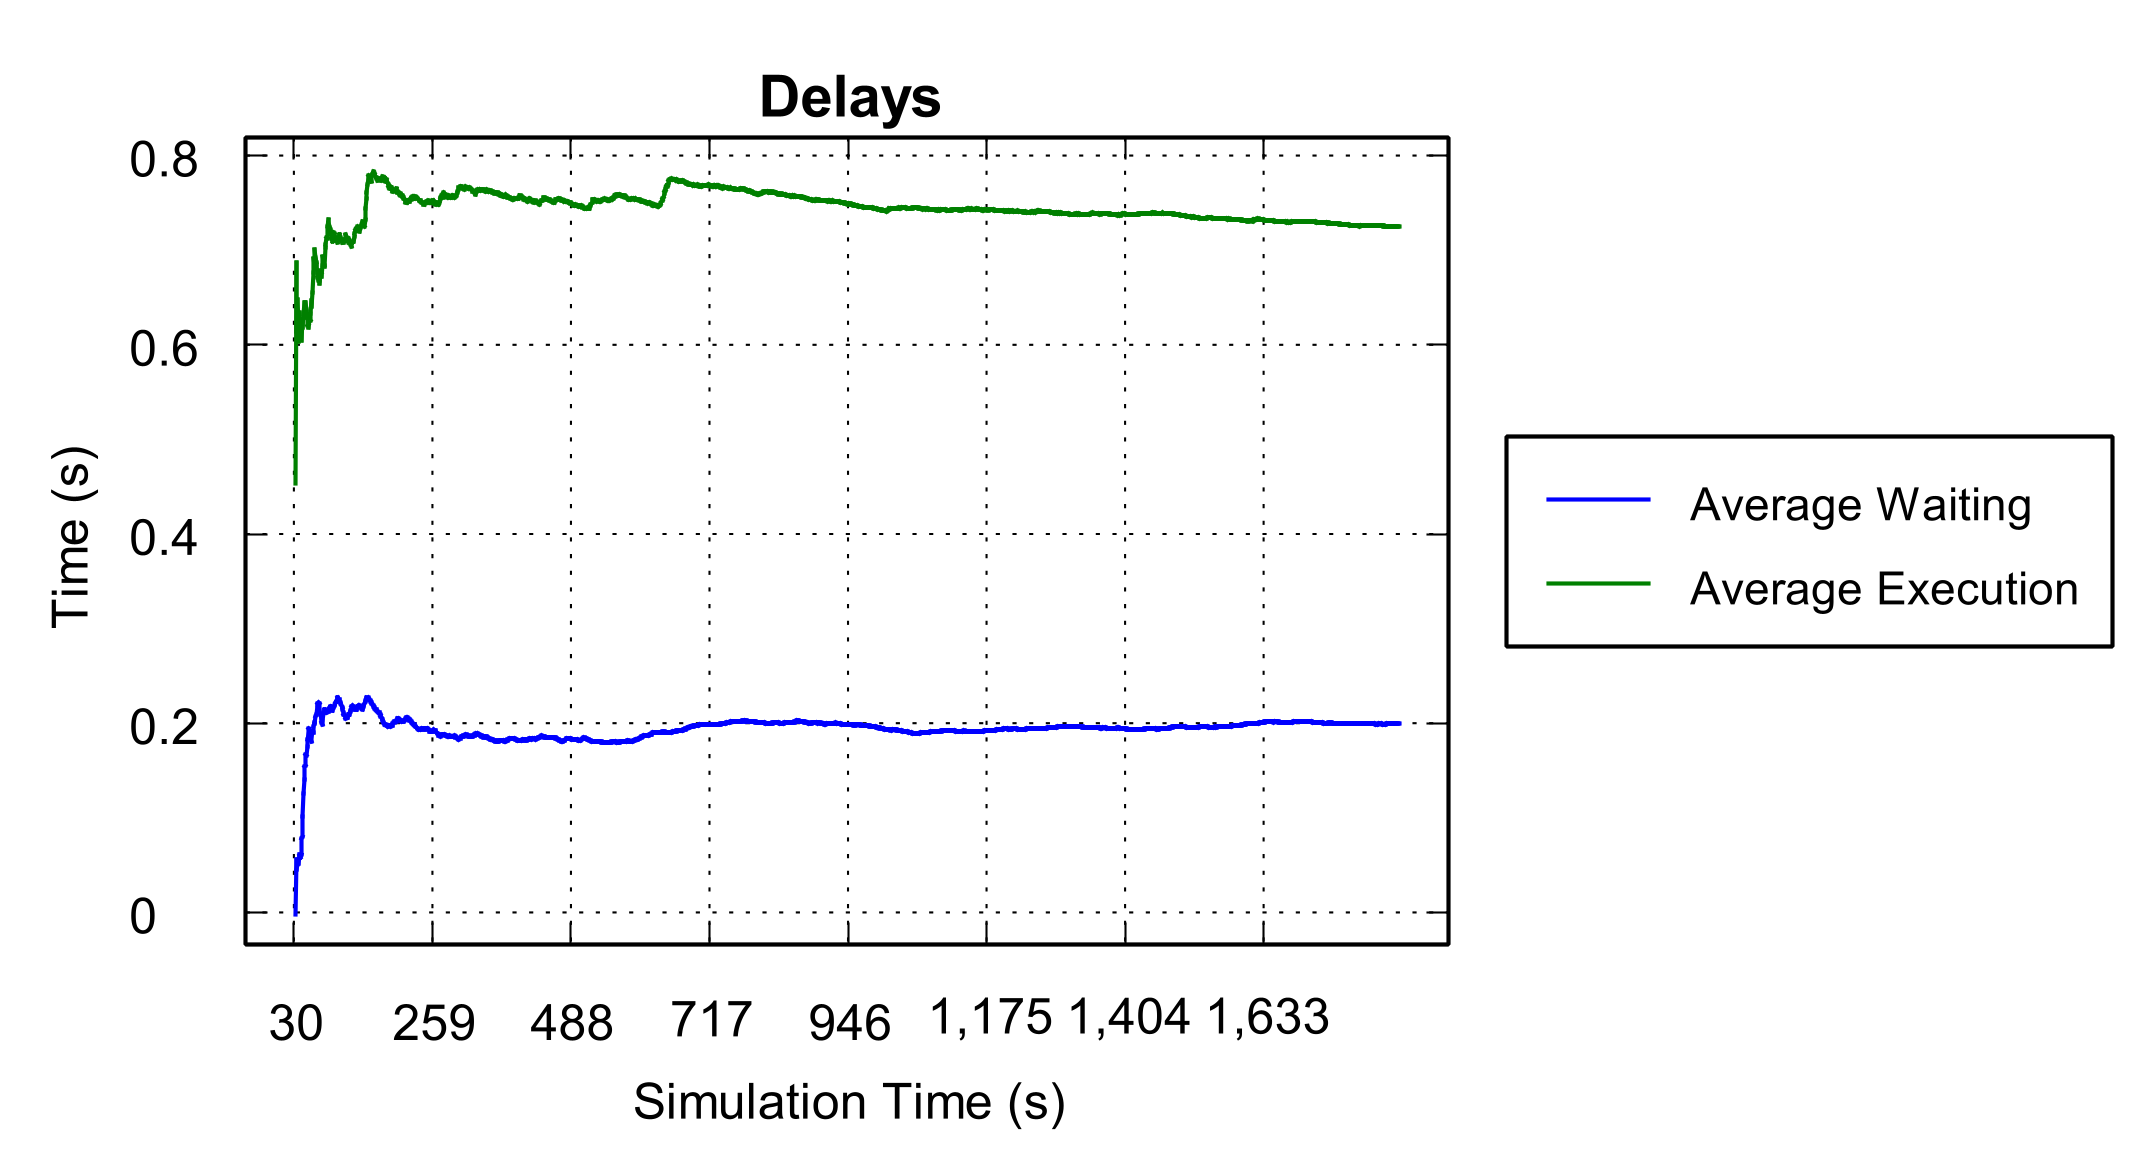 Delays
0.8
0.6
0.4
0.2
0
Time (s)
30 259 488 717 946 1,175 1,404 1,633
Simulation Time (s)
Average Waiting
Average Execution